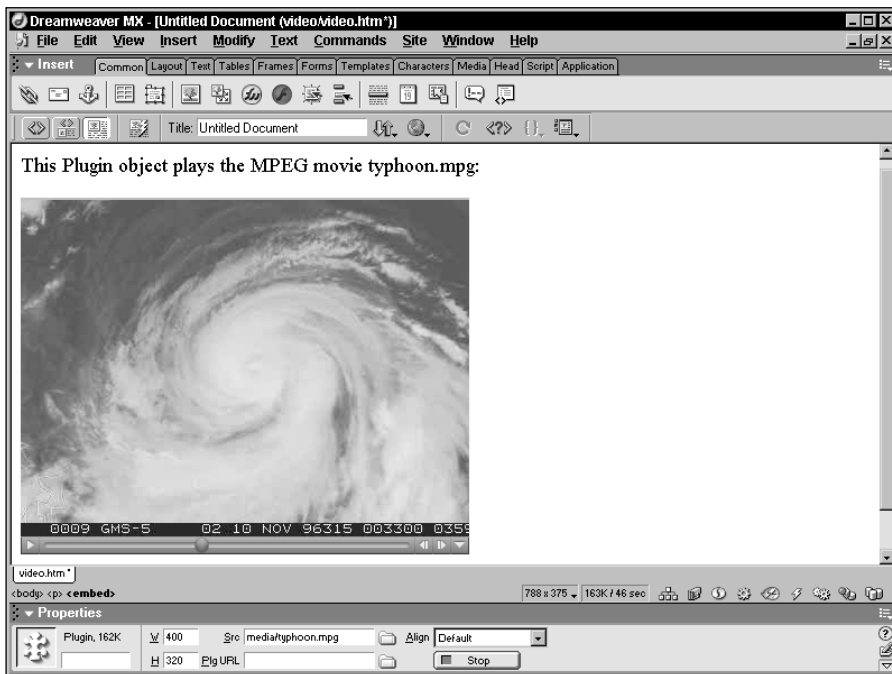 Dreamweaver MX - [Untitled Document (video/video.htm*)]
File Edit View Insert Modify Text Commands Site Window Help
Insert Common Layout Text Tables Frames Forms Templates Characters Media Head Script Application
Title: Untitled Document
This Plugin object plays the MPEG movie typhoon.mpg:
0009 GMS-5 02 10 NOV 96315 003300 0359
video.htm*
<body> <p> <embed> 788 x 375 163K / 46 sec
Properties
Plugin, 162K W 400 Src media/typhoon.mpg Align Default
H 320 Plg URL Stop